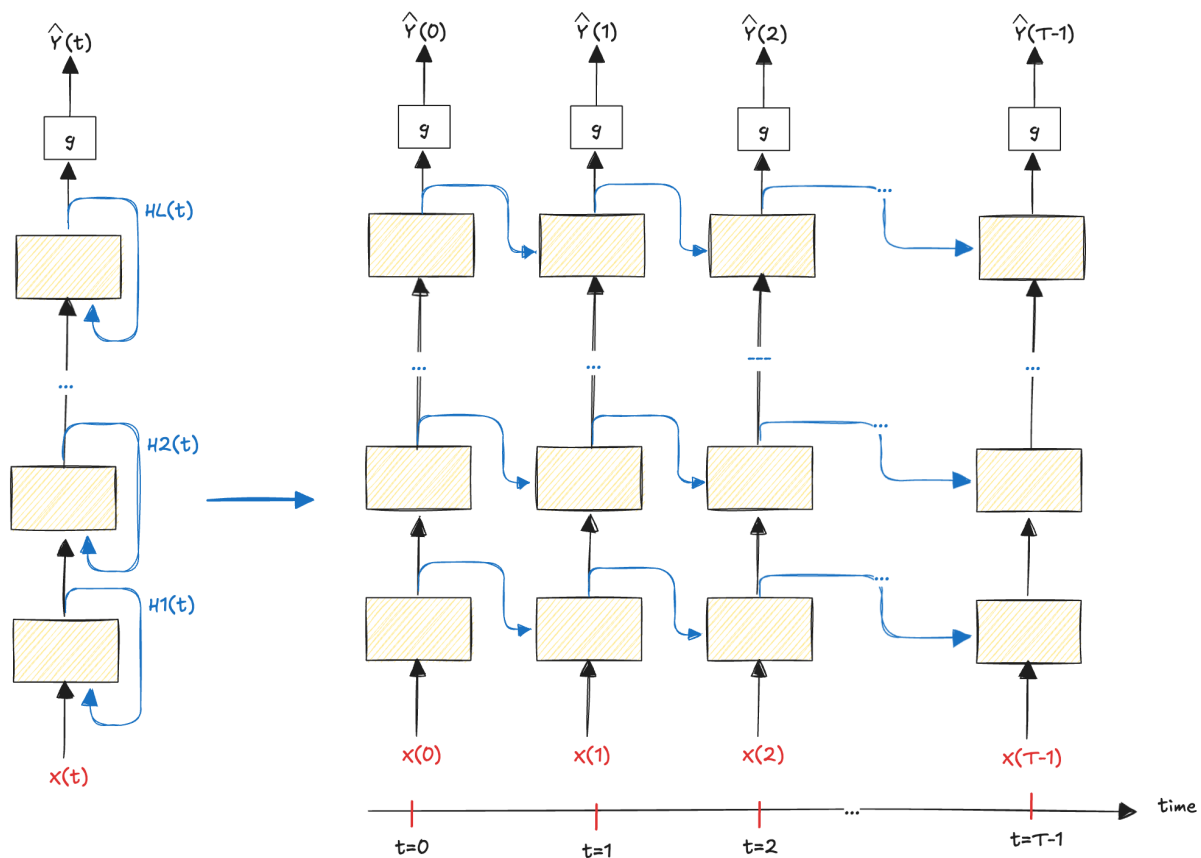 Ŷ(t) Ŷ(0) Ŷ(1) Ŷ(2) Ŷ(T-1)
g g g g g
HL(t)
...
... ... ... --- ...
H2(t)
...
H1(t)
...
x(0) x(1) x(2) x(T-1)
x(t)
... time
t=0 t=1 t=2 t=T-1